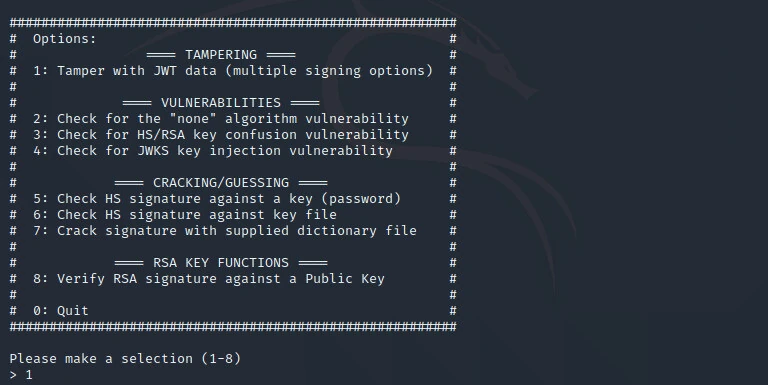 ########################################################
#  Options:                                            #
#                ==== TAMPERING ====                   #
#  1: Tamper with JWT data (multiple signing options)  #
#                                                      #
#             ==== VULNERABILITIES ====                #
#  2: Check for the "none" algorithm vulnerability     #
#  3: Check for HS/RSA key confusion vulnerability     #
#  4: Check for JWKS key injection vulnerability       #
#                                                      #
#            ==== CRACKING/GUESSING ====               #
#  5: Check HS signature against a key (password)      #
#  6: Check HS signature against key file              #
#  7: Crack signature with supplied dictionary file    #
#                                                      #
#            ==== RSA KEY FUNCTIONS ====               #
#  8: Verify RSA signature against a Public Key        #
#                                                      #
#  0: Quit                                             #
########################################################
Please make a selection (1-8)
> 1